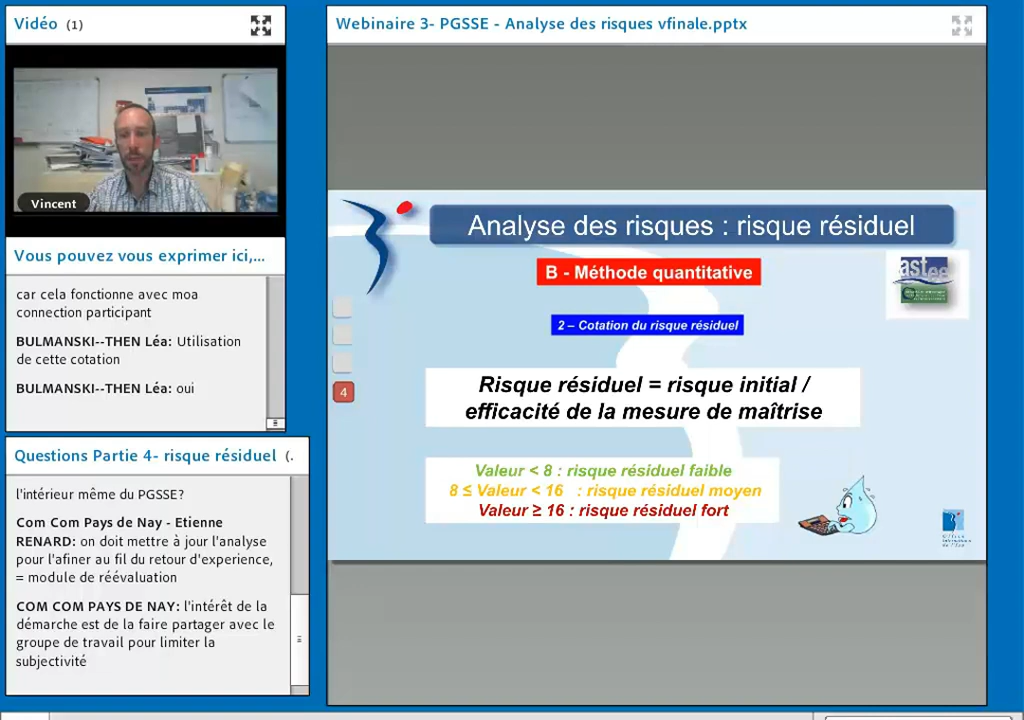 Vidéo (1)
Vincent
Vous pouvez vous exprimer ici,...
car cela fonctionne avec moa
connection participant
BULMANSKI--THEN Léa: Utilisation
de cette cotation
BULMANSKI--THEN Léa: oui
Questions Partie 4- risque résiduel (.
l'intérieur même du PGSSE?
Com Com Pays de Nay - Etienne
RENARD: on doit mettre à jour l'analyse
pour l'afiner au fil du retour d'experience,
= module de réévaluation
COM COM PAYS DE NAY: l'intérêt de la
démarche est de la faire partager avec le
groupe de travail pour limiter la
subjectivité
Webinaire 3- PGSSE - Analyse des risques vfinale.pptx
Analyse des risques : risque résiduel
B - Méthode quantitative
astee
2 – Cotation du risque résiduel
4
Risque résiduel = risque initial /
efficacité de la mesure de maîtrise
Valeur < 8 : risque résiduel faible
8 ≤ Valeur < 16 : risque résiduel moyen
Valeur ≥ 16 : risque résiduel fort
Office
International
de l'Eau